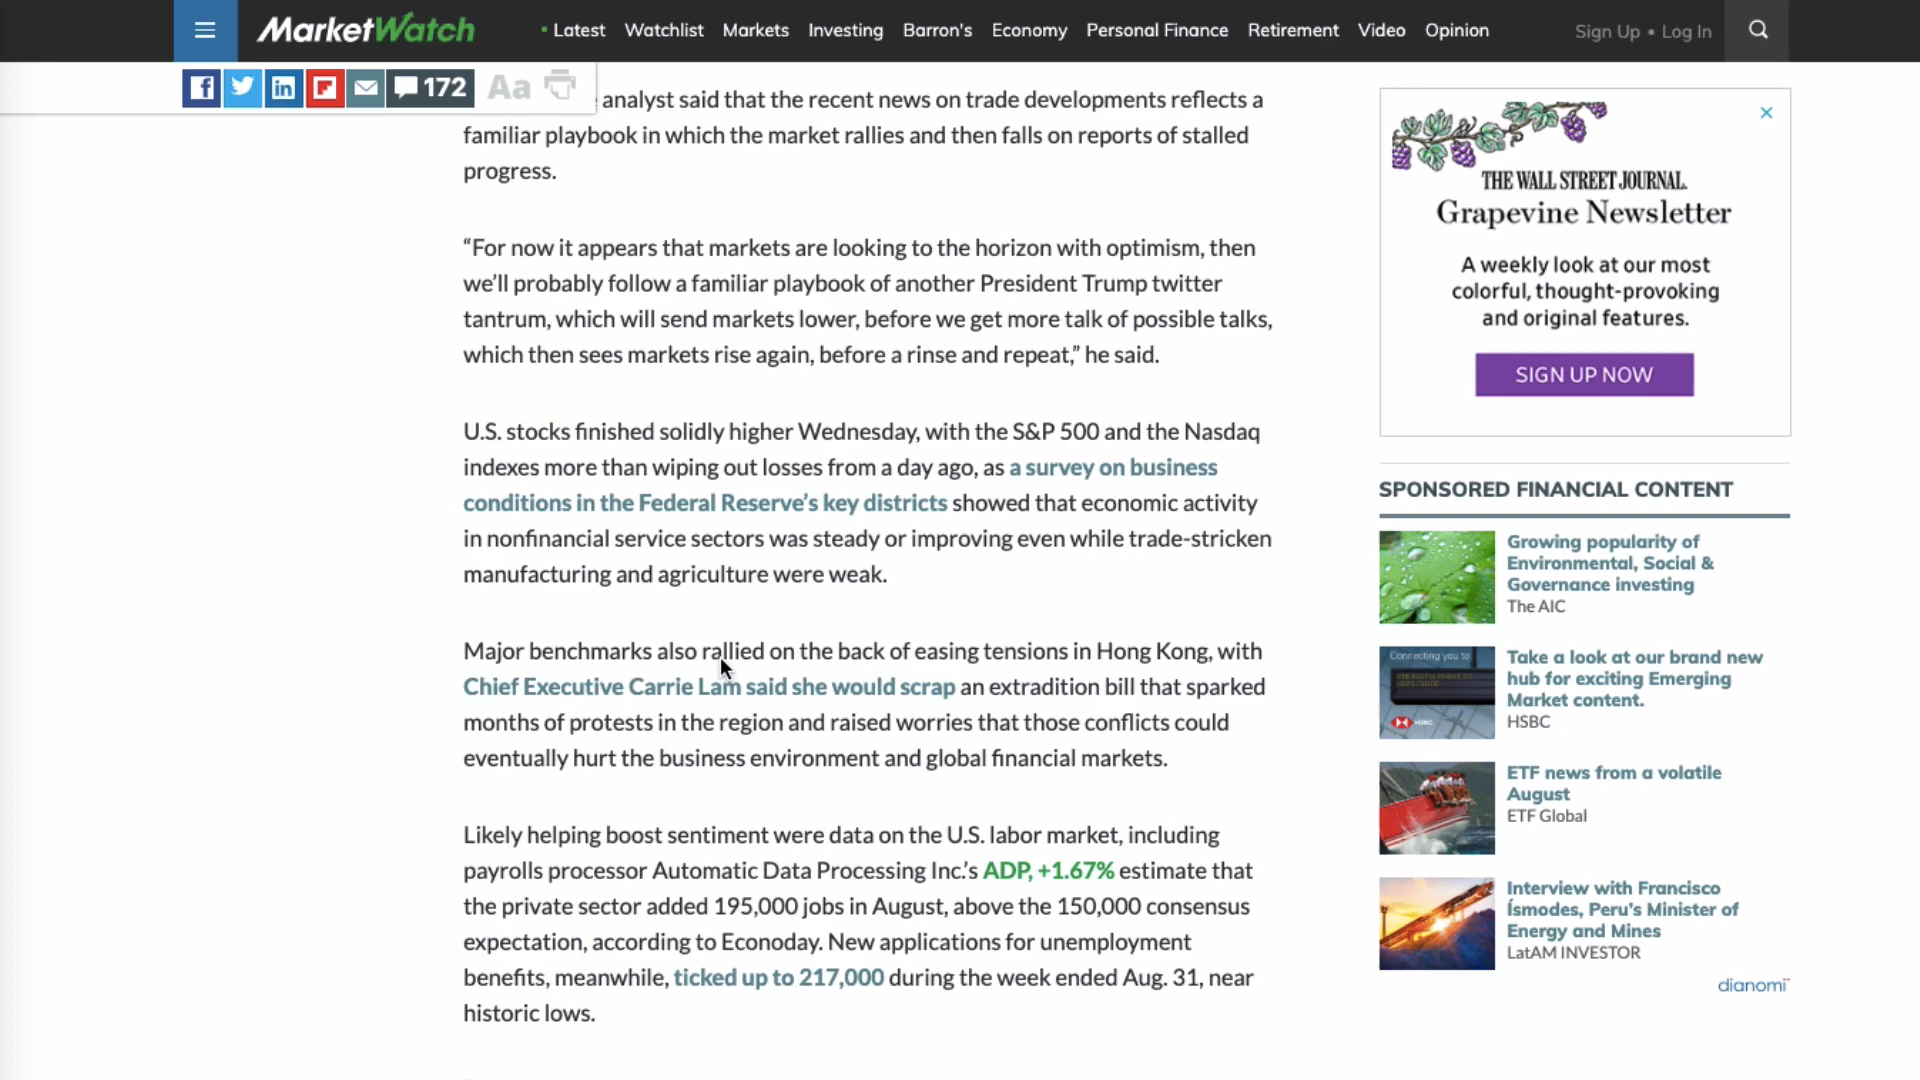 MarketWatch
Latest Watchlist Markets Investing Barron's Economy Personal Finance Retirement Video Opinion
Sign Up • Log In
172 Aa
analyst said that the recent news on trade developments reflects a
familiar playbook in which the market rallies and then falls on reports of stalled
progress.
“For now it appears that markets are looking to the horizon with optimism, then
we’ll probably follow a familiar playbook of another President Trump twitter
tantrum, which will send markets lower, before we get more talk of possible talks,
which then sees markets rise again, before a rinse and repeat,” he said.
U.S. stocks finished solidly higher Wednesday, with the S&P 500 and the Nasdaq
indexes more than wiping out losses from a day ago, as a survey on business
conditions in the Federal Reserve’s key districts showed that economic activity
in nonfinancial service sectors was steady or improving even while trade-stricken
manufacturing and agriculture were weak.
Major benchmarks also rallied on the back of easing tensions in Hong Kong, with
Chief Executive Carrie Lam said she would scrap an extradition bill that sparked
months of protests in the region and raised worries that those conflicts could
eventually hurt the business environment and global financial markets.
Likely helping boost sentiment were data on the U.S. labor market, including
payrolls processor Automatic Data Processing Inc.’s ADP, +1.67% estimate that
the private sector added 195,000 jobs in August, above the 150,000 consensus
expectation, according to Econoday. New applications for unemployment
benefits, meanwhile, ticked up to 217,000 during the week ended Aug. 31, near
historic lows.
THE WALL STREET JOURNAL.
Grapevine Newsletter
A weekly look at our most
colorful, thought-provoking
and original features.
SIGN UP NOW
SPONSORED FINANCIAL CONTENT
Growing popularity of
Environmental, Social &
Governance investing
The AIC
Connecting you to
HSBC
Take a look at our brand new
hub for exciting Emerging
Market content.
HSBC
ETF news from a volatile
August
ETF Global
Interview with Francisco
Ísmodes, Peru’s Minister of
Energy and Mines
LatAM INVESTOR
dianomi